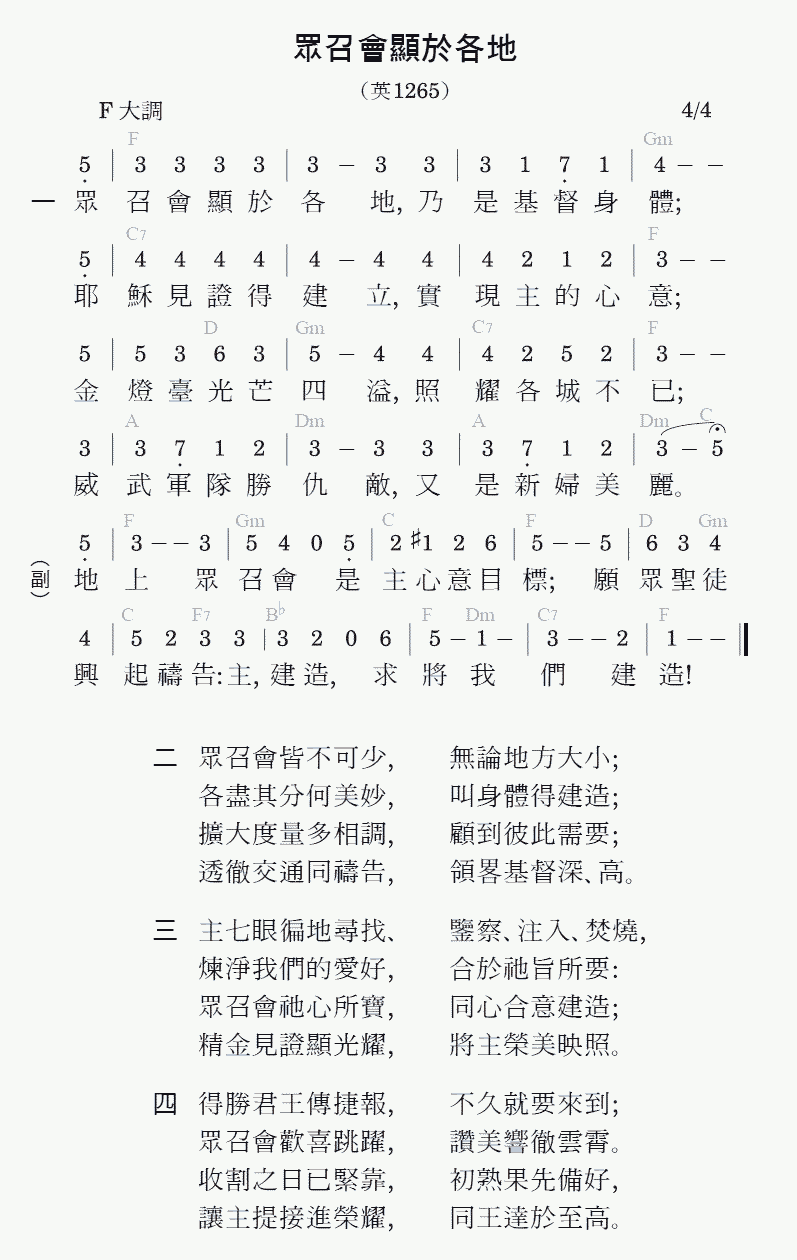 眾召會顯於各地
（英1265）
F 大調 4/4
F Gm
5 | 3 3 3 3 | 3 － 3 3 | 3 1 7 1 | 4 － －
一 眾 召 會 顯 於 各 地, 乃 是 基 督 身 體;
C7 F
5 | 4 4 4 4 | 4 － 4 4 | 4 2 1 2 | 3 － －
耶 穌 見 證 得 建 立, 實 現 主 的 心 意;
D Gm C7 F
5 | 5 3 6 3 | 5 － 4 4 | 4 2 5 2 | 3 － －
金 燈 臺 光 芒 四 溢, 照 耀 各 城 不 已;
A Dm A Dm C
3 | 3 7 1 2 | 3 － 3 3 | 3 7 1 2 | 3 － 5
威 武 軍 隊 勝 仇 敵, 又 是 新 婦 美 麗。
F Gm C F D Gm
5 | 3 － － 3 | 5 4 0 5 | 2 ♯1 2 6 | 5 － － 5 | 6 3 4
（副） 地 上 眾 召 會 是 主 心 意 目 標; 願 眾 聖 徒
C F7 B♭ F Dm C7 F
4 | 5 2 3 3 | 3 2 0 6 | 5 － 1 － | 3 － － 2 | 1 － － ‖
興 起 禱 告: 主, 建 造, 求 將 我 們 建 造!
二 眾召會皆不可少, 無論地方大小;
各盡其分何美妙, 叫身體得建造;
擴大度量多相調, 顧到彼此需要;
透徹交通同禱告, 領畧基督深、高。
三 主七眼徧地尋找、 鑒察、注入、焚燒,
煉淨我們的愛好, 合於祂旨所要:
眾召會祂心所寶, 同心合意建造;
精金見證顯光耀, 將主榮美映照。
四 得勝君王傳捷報, 不久就要來到;
眾召會歡喜跳躍, 讚美響徹雲霄。
收割之日已緊靠, 初熟果先備好,
讓主提接進榮耀, 同王達於至高。